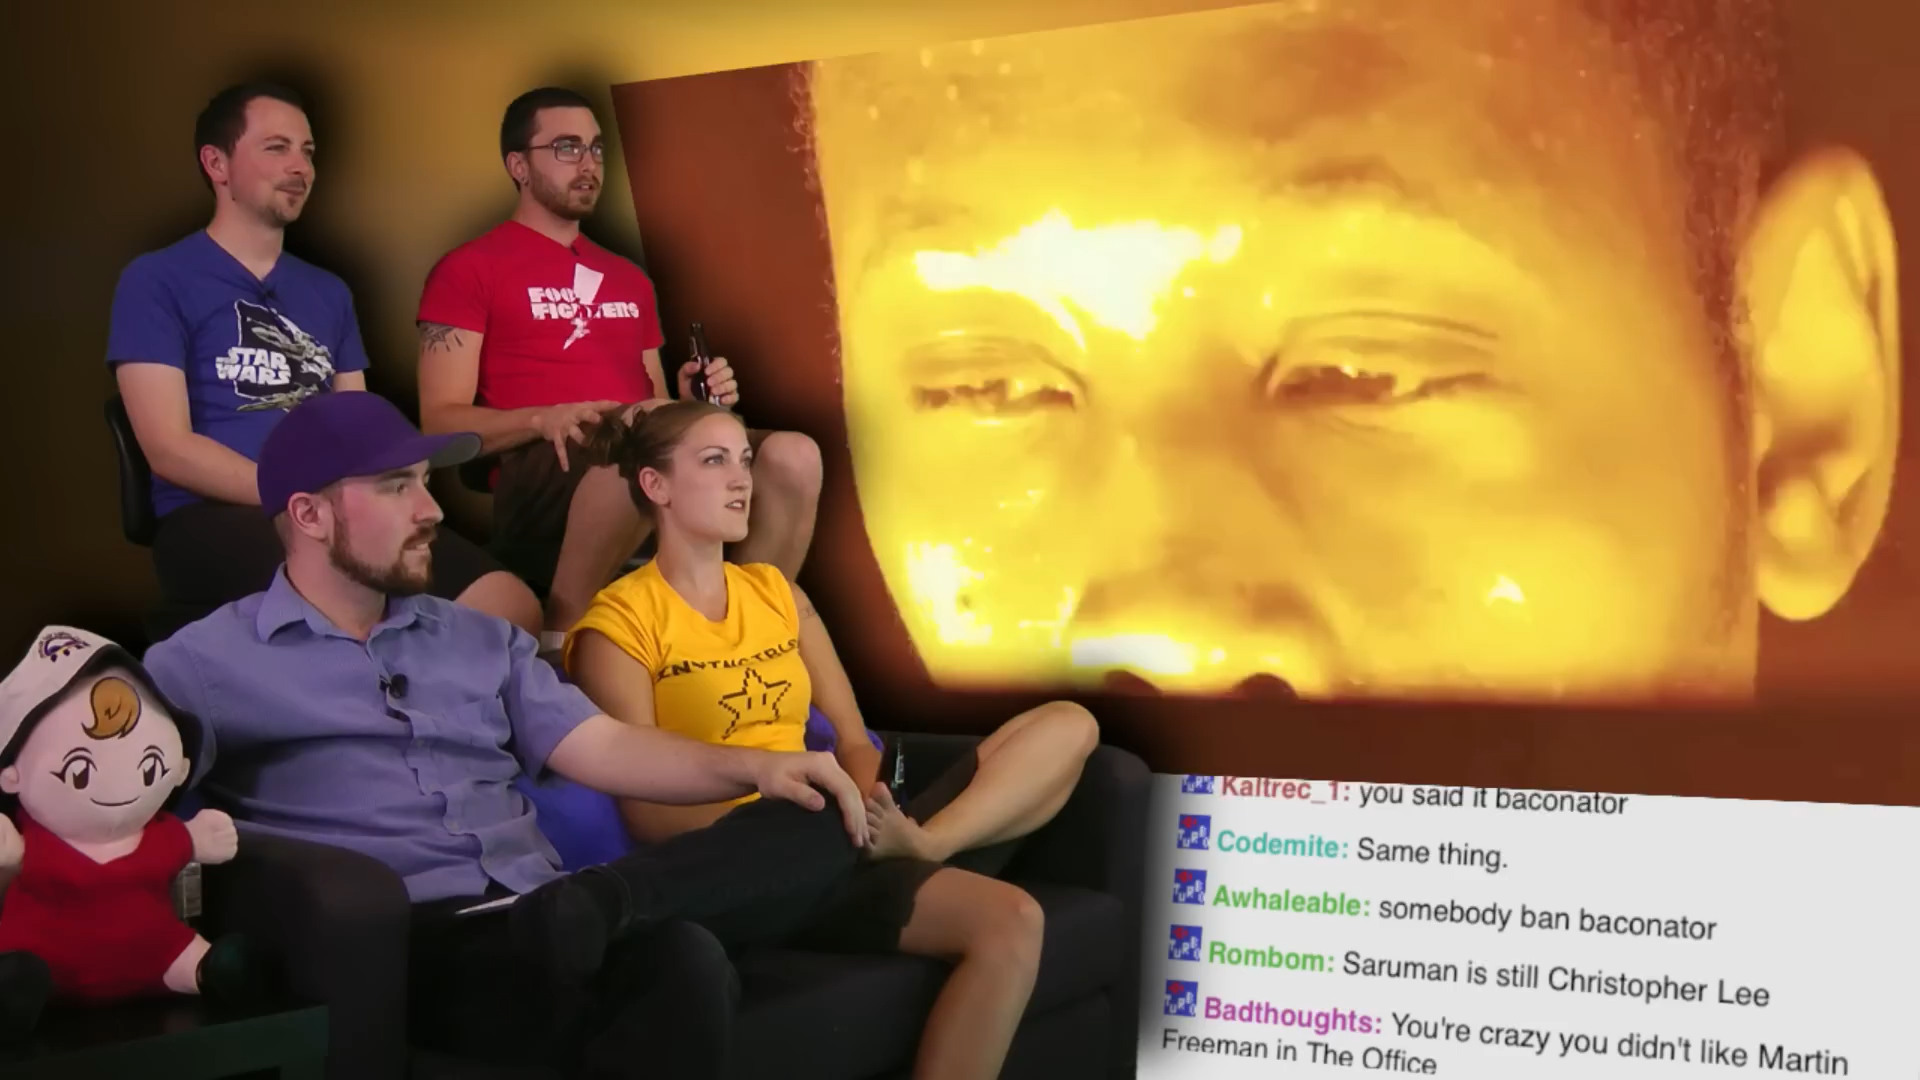 STAR
WARS
FOO
FIGHTERS
Kaltrec_1: you said it baconator
Codemite: Same thing.
Awhaleable: somebody ban baconator
Rombom: Saruman is still Christopher Lee
Badthoughts: You're crazy you didn't like Martin
Freeman in The Office